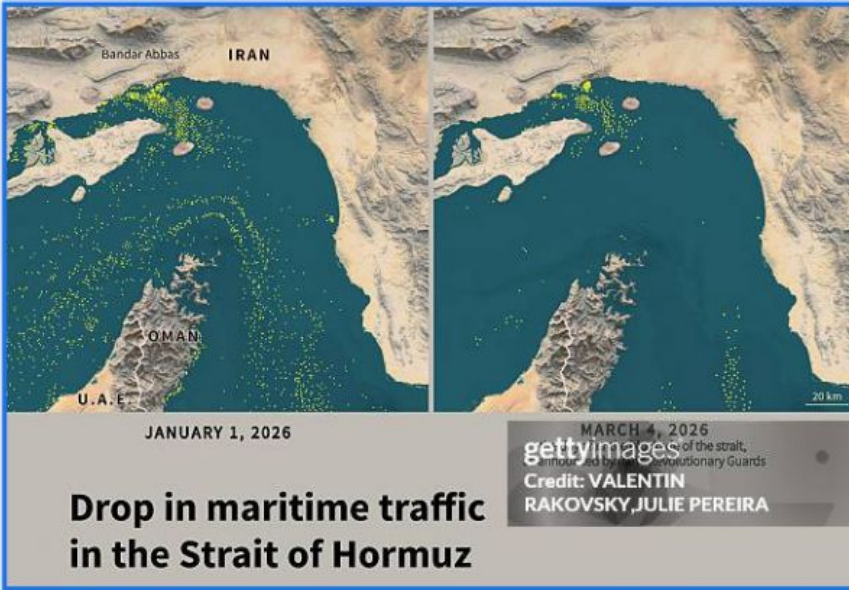 Bandar Abbas
IRAN
OMAN
U.A.E.
20 km
JANUARY 1, 2026
MARCH 4, 2026
of the strait,
by
Revolutionary Guards
gettyimages
Credit: VALENTIN
RAKOVSKY,JULIE PEREIRA
Drop in maritime traffic
in the Strait of Hormuz